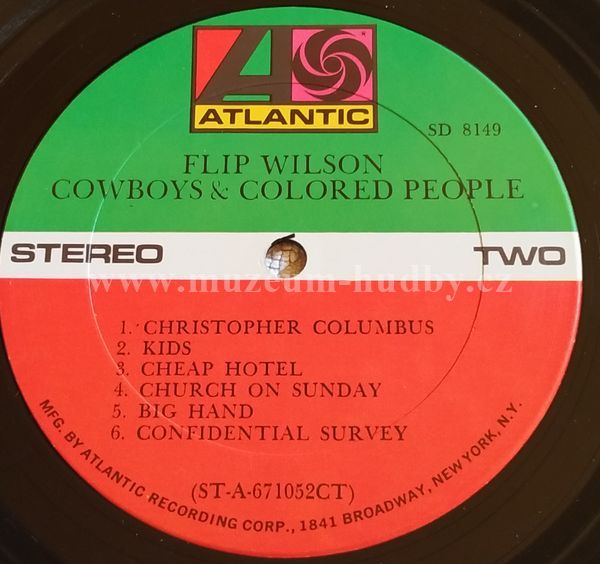 ATLANTIC
SD 8149
FLIP WILSON
COWBOYS & COLORED PEOPLE
STEREO
TWO
www.muzeum-hudby.cz
1. CHRISTOPHER COLUMBUS
2. KIDS
3. CHEAP HOTEL
4. CHURCH ON SUNDAY
5. BIG HAND
6. CONFIDENTIAL SURVEY
(ST-A-671052CT)
MFG. BY ATLANTIC RECORDING CORP., 1841 BROADWAY, NEW YORK, N.Y.